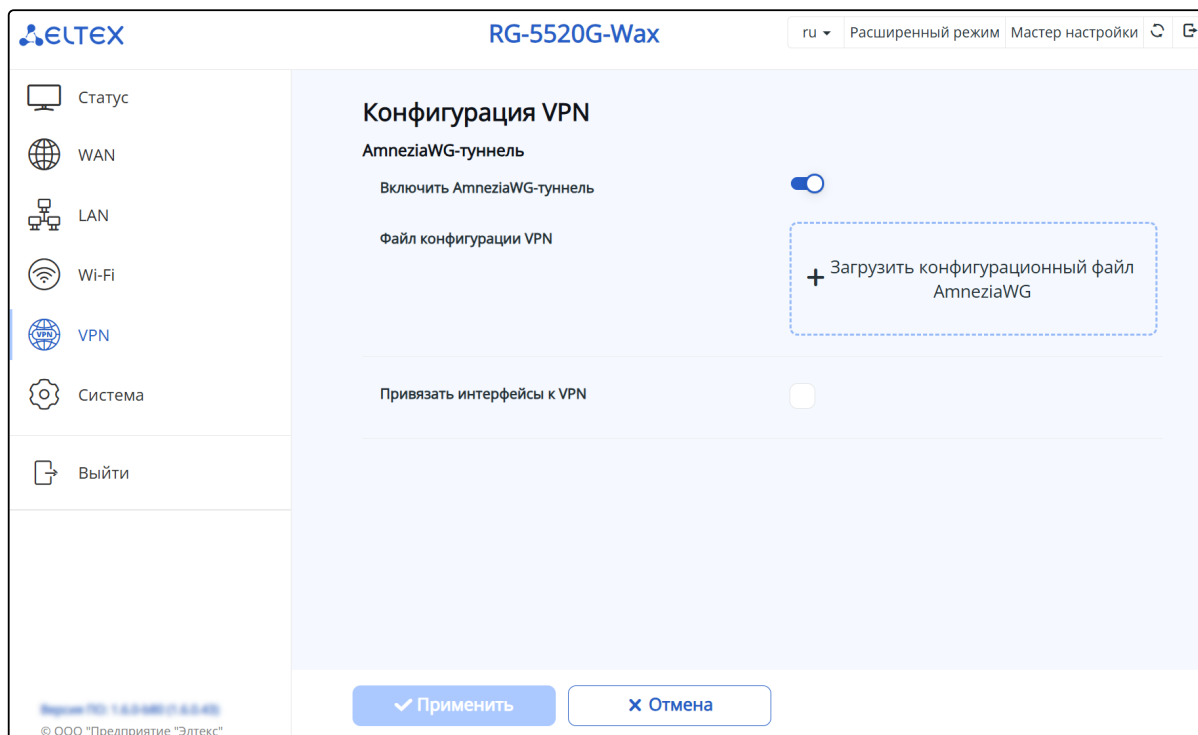 ELTEX
RG-5520G-Wax
ru
Расширенный режим
Мастер настройки
Статус
WAN
LAN
Wi-Fi
VPN
VPN
Система
Выйти
Конфигурация VPN
AmneziaWG-туннель
Включить AmneziaWG-туннель
Файл конфигурации VPN
Загрузить конфигурационный файл
AmneziaWG
Привязать интерфейсы к VPN
Применить
Отмена
© ООО "Предприятие "Элтекс"